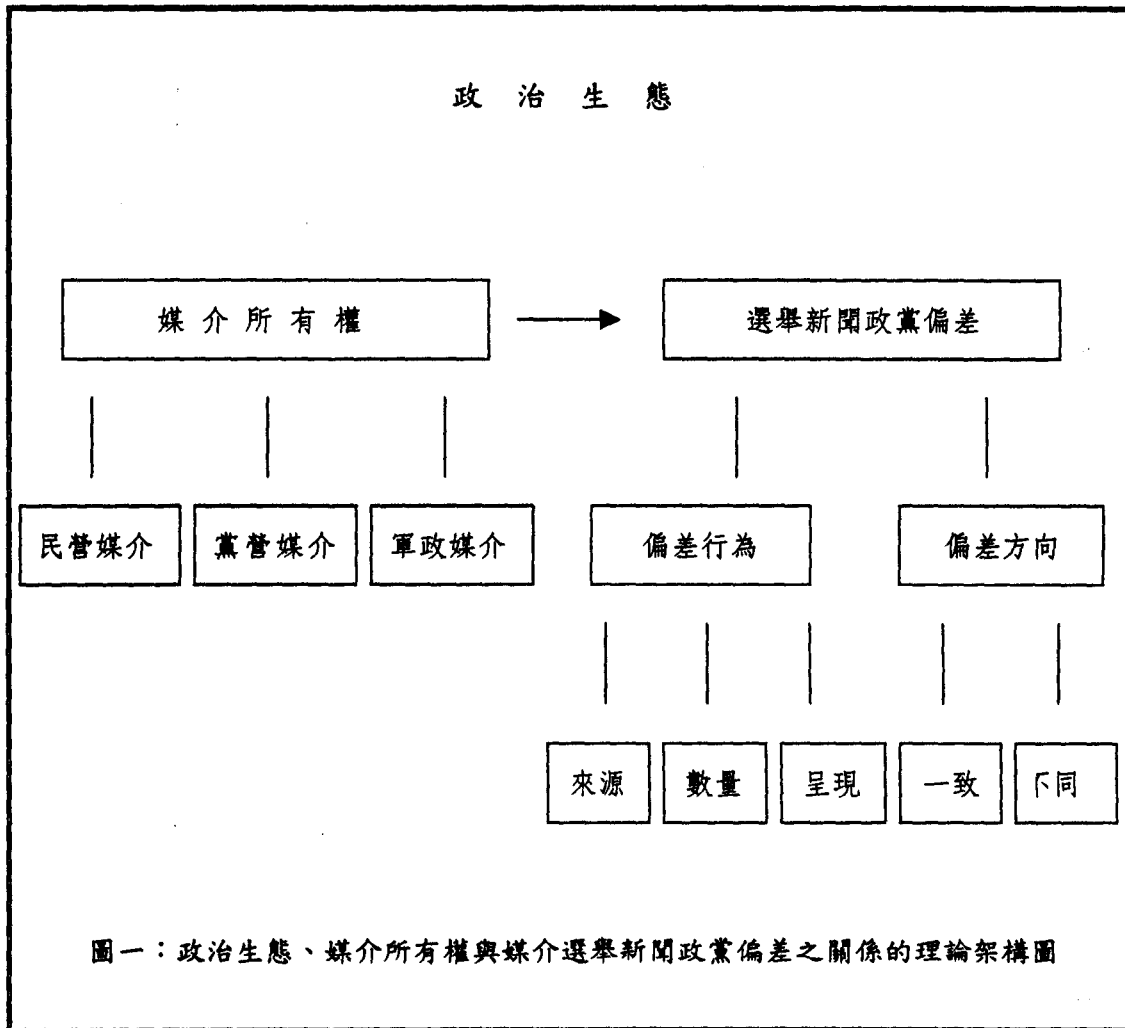 政 治 生 態
媒 介 所 有 權
選舉新聞政黨偏差
民營媒介
黨營媒介
軍政媒介
偏差行為
偏差方向
來源
數量
呈現
一致
同
圖一：政治生態、媒介所有權與媒介選舉新聞政黨偏差之關係的理論架構圖